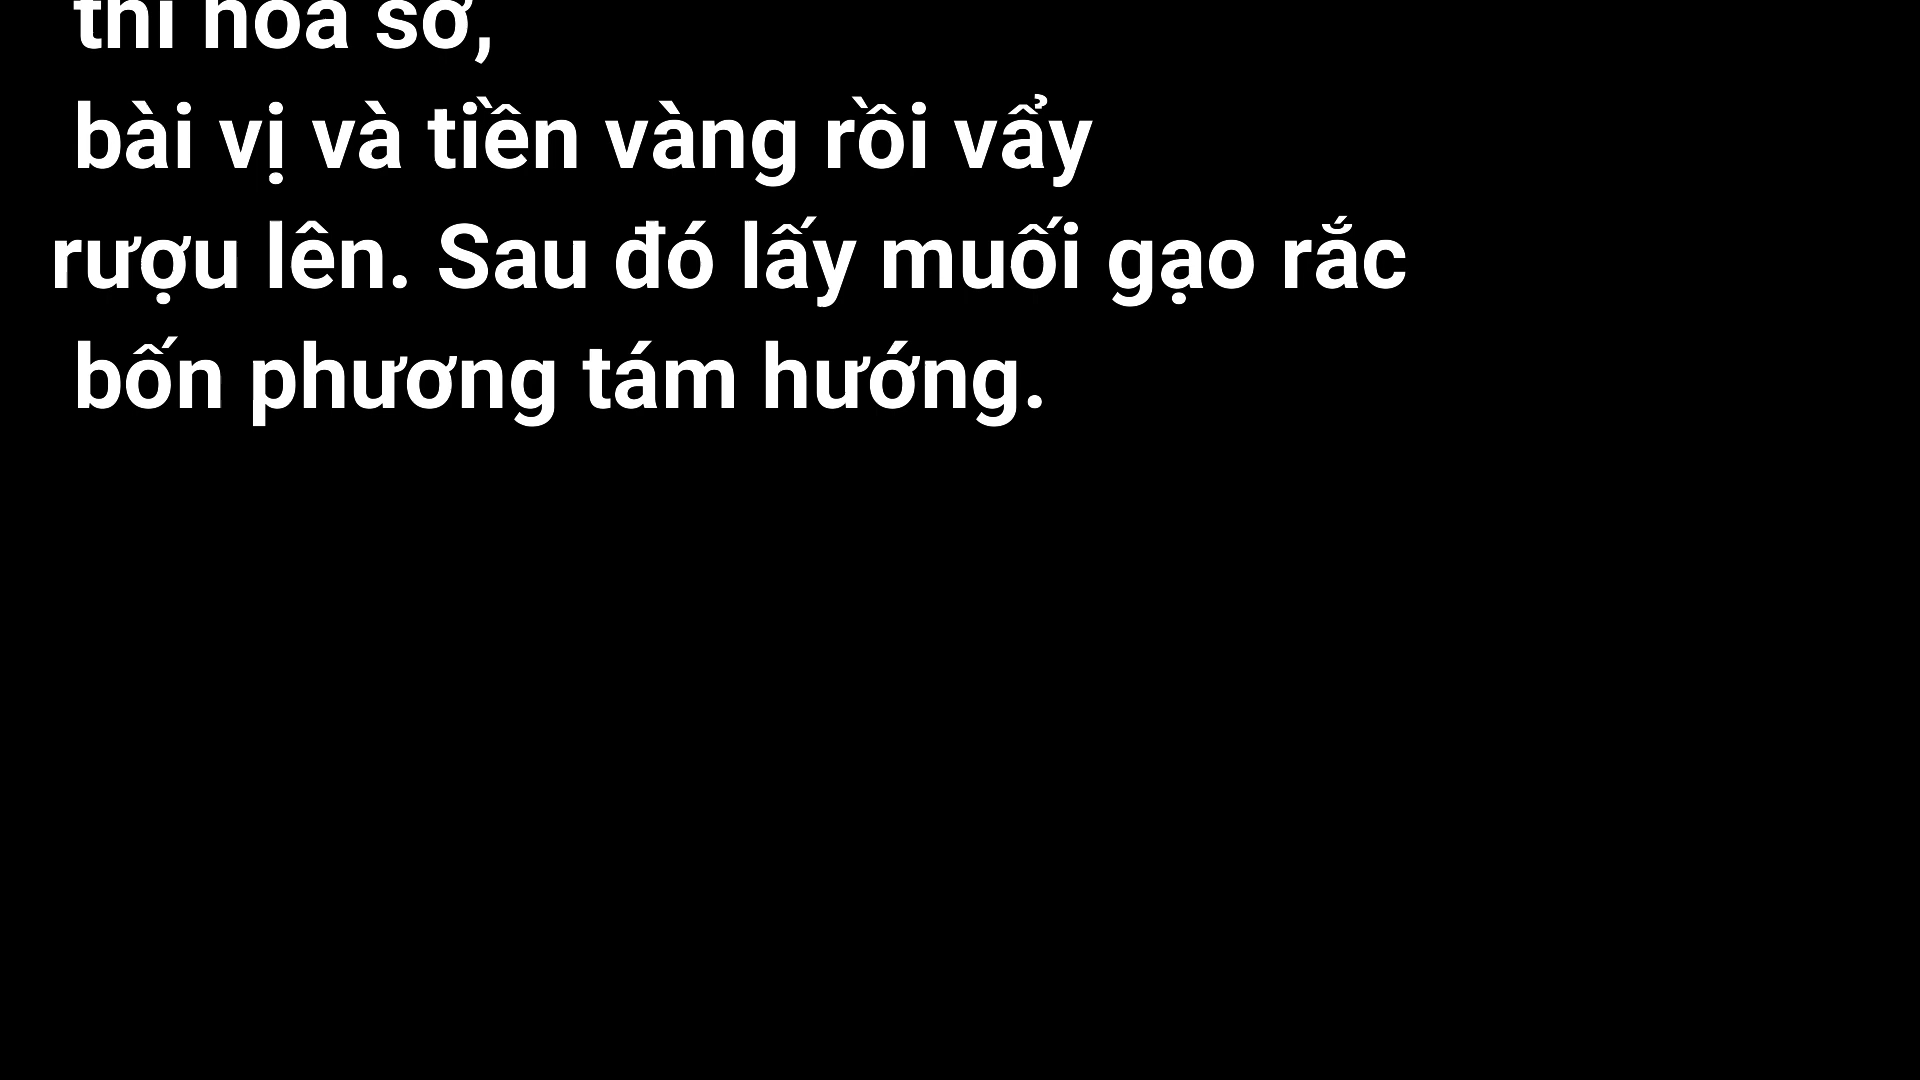 thì hóa sớ,
bài vị và tiền vàng rồi vẩy
rượu lên. Sau đó lấy muối gạo rắc
bốn phương tám hướng.